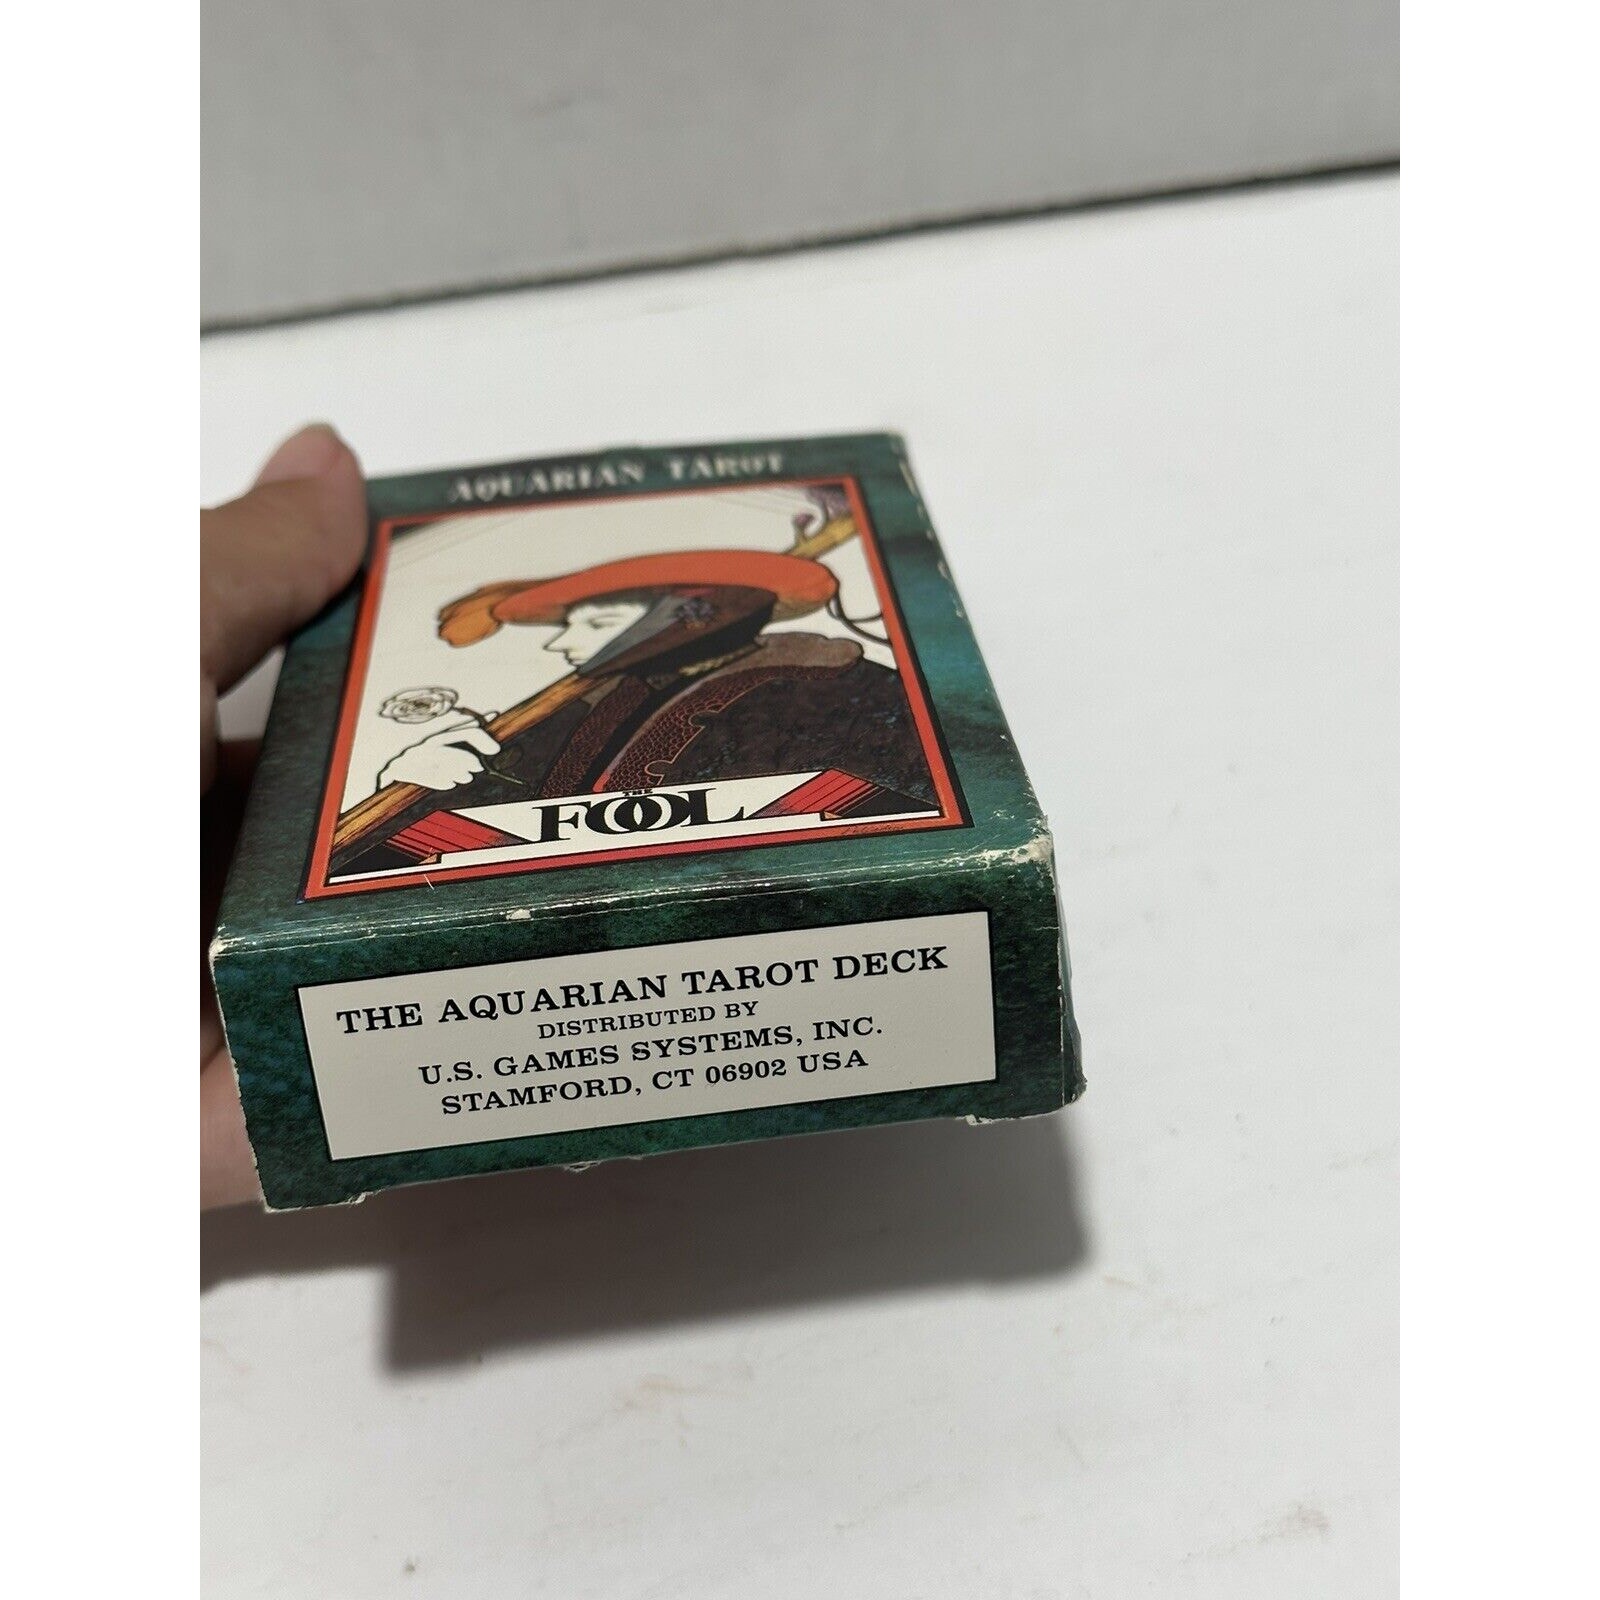 AQUARIAN TAROT
THE
FOOL
THE AQUARIAN TAROT DECK
DISTRIBUTED BY
U.S. GAMES SYSTEMS, INC.
STAMFORD, CT 06902 USA